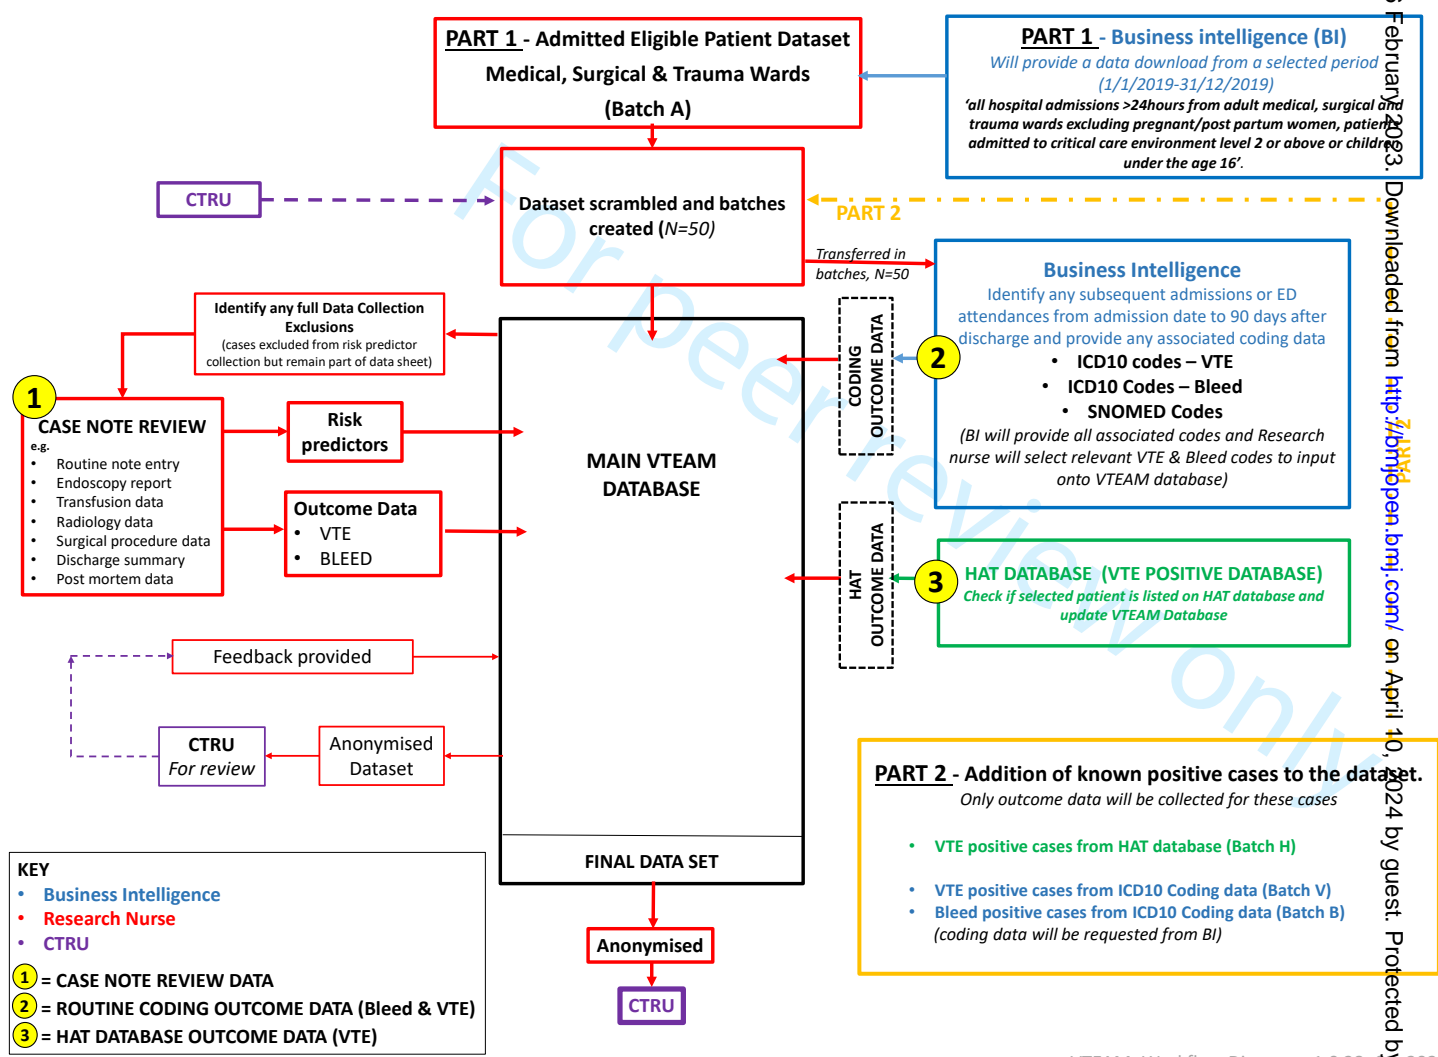 PART 1 - Admitted Eligible Patient Dataset
Medical, Surgical & Trauma Wards
(Batch A)
PART 1 - Business intelligence (BI)
Will provide a data download from a selected period
(1/1/2019-31/12/2019)
‘all hospital admissions >24hours from adult medical, surgical and
trauma wards excluding pregnant/post partum women, patients
admitted to critical care environment level 2 or above or children
under the age 16’.
CTRU
Dataset scrambled and batches
created (N=50)
PART 2
Transferred in
batches, N=50
Business Intelligence
Identify any subsequent admissions or ED
attendances from admission date to 90 days after
discharge and provide any associated coding data
• ICD10 codes – VTE
• ICD10 Codes – Bleed
• SNOMED Codes
(BI will provide all associated codes and Research
nurse will select relevant VTE & Bleed codes to input
onto VTEAM database)
2
CODING
OUTCOME DATA
PART 2
Identify any full Data Collection
Exclusions
(cases excluded from risk predictor
collection but remain part of data sheet)
1
CASE NOTE REVIEW
e.g.
• Routine note entry
• Endoscopy report
• Transfusion data
• Radiology data
• Surgical procedure data
• Discharge summary
• Post mortem data
Risk
predictors
Outcome Data
• VTE
• BLEED
MAIN VTEAM
DATABASE
HAT
OUTCOME DATA
3
HAT DATABASE (VTE POSITIVE DATABASE)
Check if selected patient is listed on HAT database and
update VTEAM Database
Feedback provided
CTRU
For review
Anonymised
Dataset
FINAL DATA SET
Anonymised
CTRU
PART 2 - Addition of known positive cases to the dataset.
Only outcome data will be collected for these cases
• VTE positive cases from HAT database (Batch H)
• VTE positive cases from ICD10 Coding data (Batch V)
• Bleed positive cases from ICD10 Coding data (Batch B)
(coding data will be requested from BI)
KEY
• Business Intelligence
• Research Nurse
• CTRU
1 = CASE NOTE REVIEW DATA
2 = ROUTINE CODING OUTCOME DATA (Bleed & VTE)
3 = HAT DATABASE OUTCOME DATA (VTE)
For peer review only
February 2023. Downloaded from http://bmjopen.bmj.com/ on April 10, 2024 by guest. Protected by